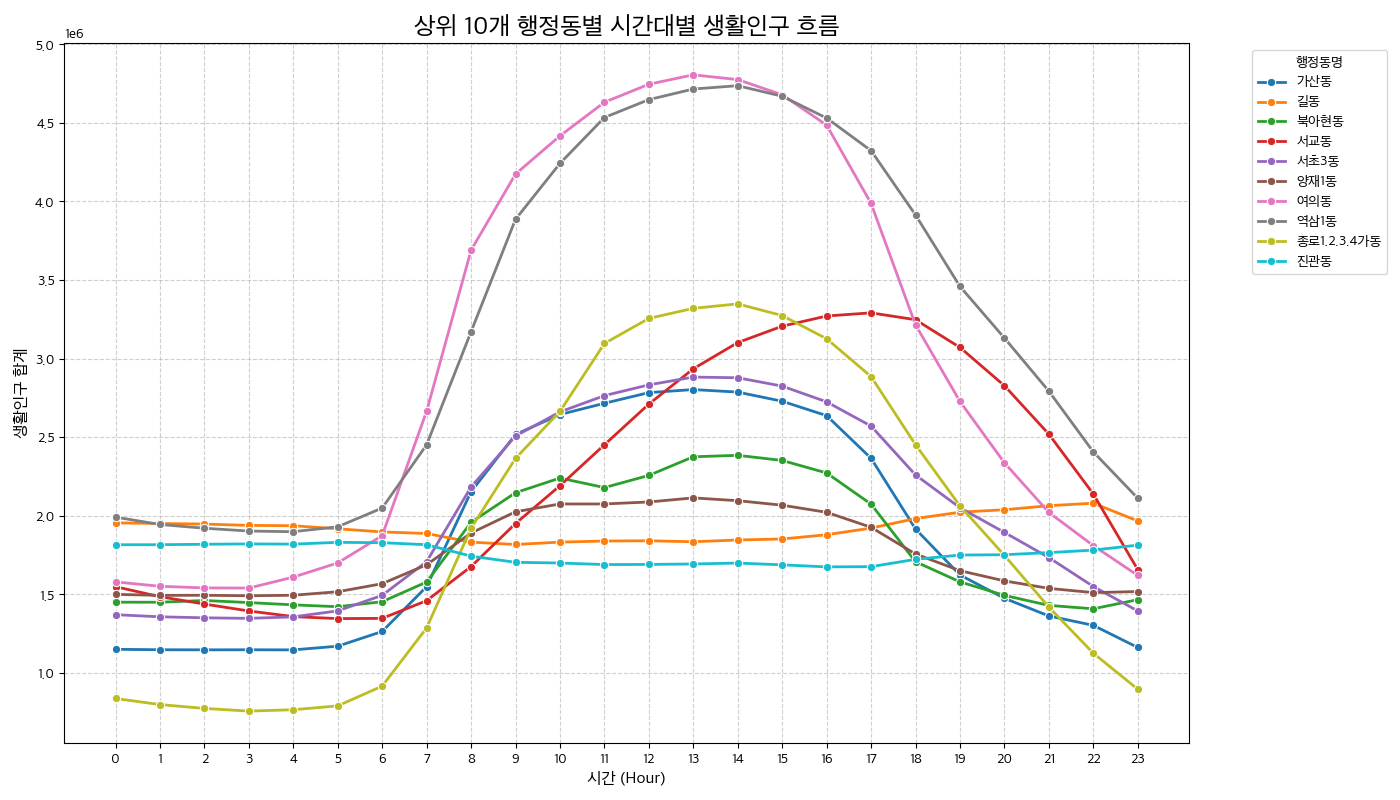 상위 10개 행정동별 시간대별 생활인구 흐름
1e6
5.0
4.5
4.0
3.5
3.0
2.5
2.0
1.5
1.0
생활인구 합계
0 1 2 3 4 5 6 7 8 9 10 11 12 13 14 15 16 17 18 19 20 21 22 23
시간 (Hour)
행정동명
가산동
길동
북아현동
서교동
서초3동
양재1동
여의동
역삼1동
종로1.2.3.4가동
진관동